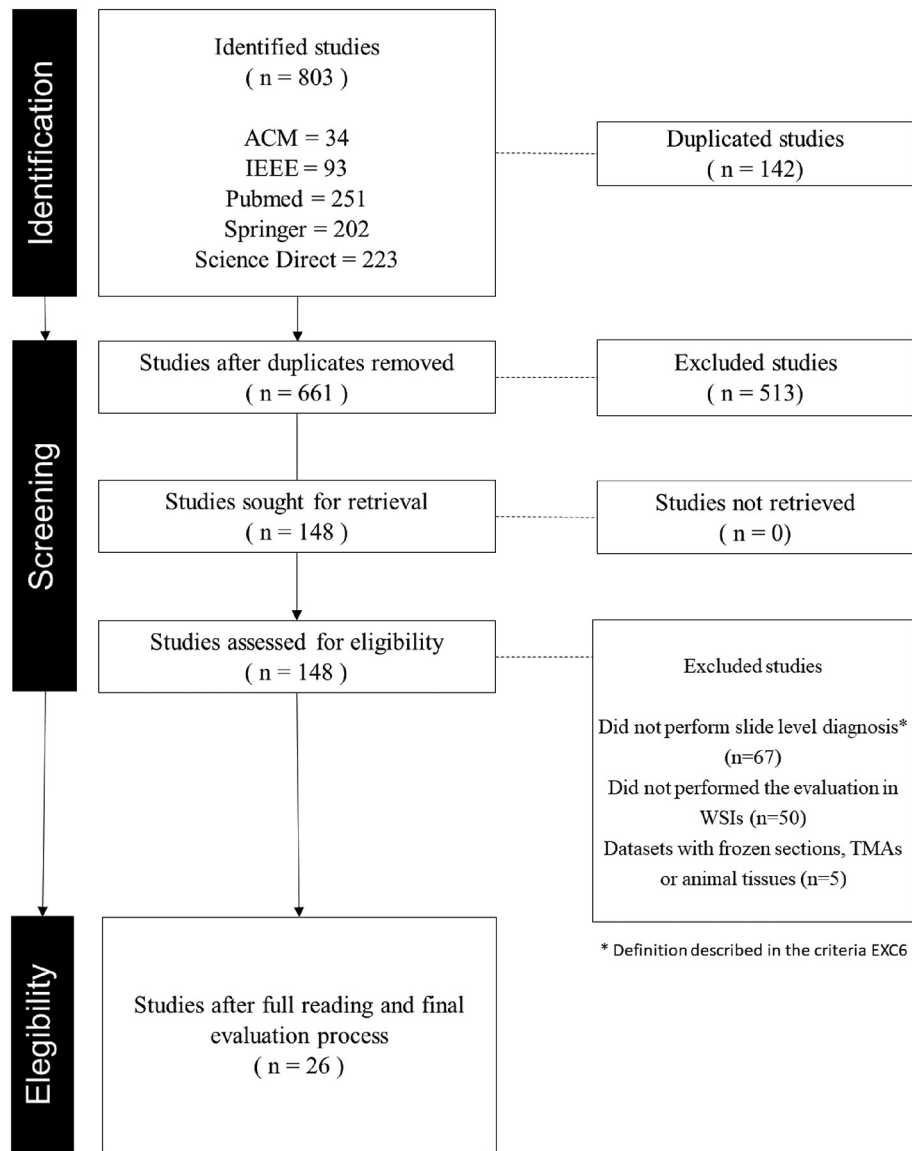 Identification
Identified studies
( n = 803)
ACM = 34
IEEE = 93
Pubmed = 251
Springer = 202
Science Direct = 223
Duplicated studies
( n = 142)
Screening
Studies after duplicates removed
( n = 661)
Excluded studies
( n = 513)
Studies sought for retrieval
( n = 148 )
Studies not retrieved
( n = 0)
Studies assessed for eligibility
( n = 148 )
Excluded studies
Did not perform slide level diagnosis*
(n=67)
Did not performed the evaluation in
WSIs (n=50)
Datasets with frozen sections, TMAs
or animal tissues (n=5)
* Definition described in the criteria EXC6
Elegibility
Studies after full reading and final
evaluation process
( n = 26 )